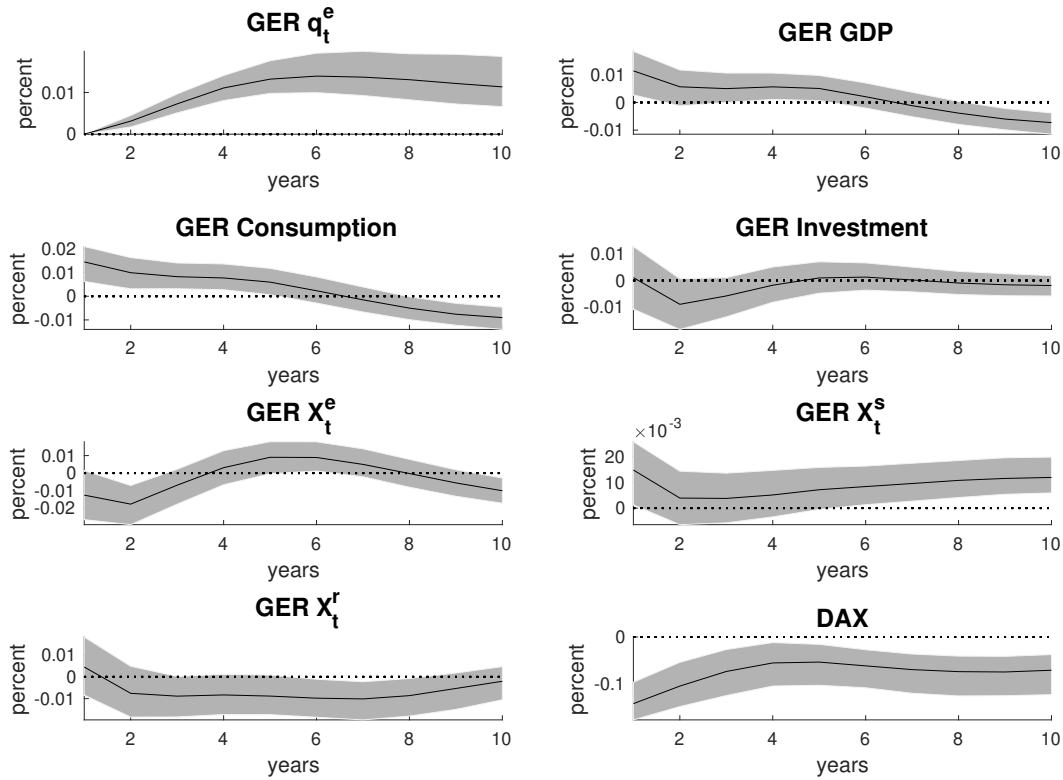 GER q_t^e
percent
0.01
0
2 4 6 8 10
years
GER GDP
percent
0.01
0
-0.01
2 4 6 8 10
years
GER Consumption
percent
0.02
0.01
0
-0.01
2 4 6 8 10
years
GER Investment
percent
0.01
0
-0.01
2 4 6 8 10
years
GER X_t^e
percent
0.01
0
-0.01
-0.02
2 4 6 8 10
years
GER X_t^s
×10^-3
percent
20
10
0
2 4 6 8 10
years
GER X_t^r
percent
0.01
0
-0.01
2 4 6 8 10
years
DAX
percent
0
-0.1
2 4 6 8 10
years